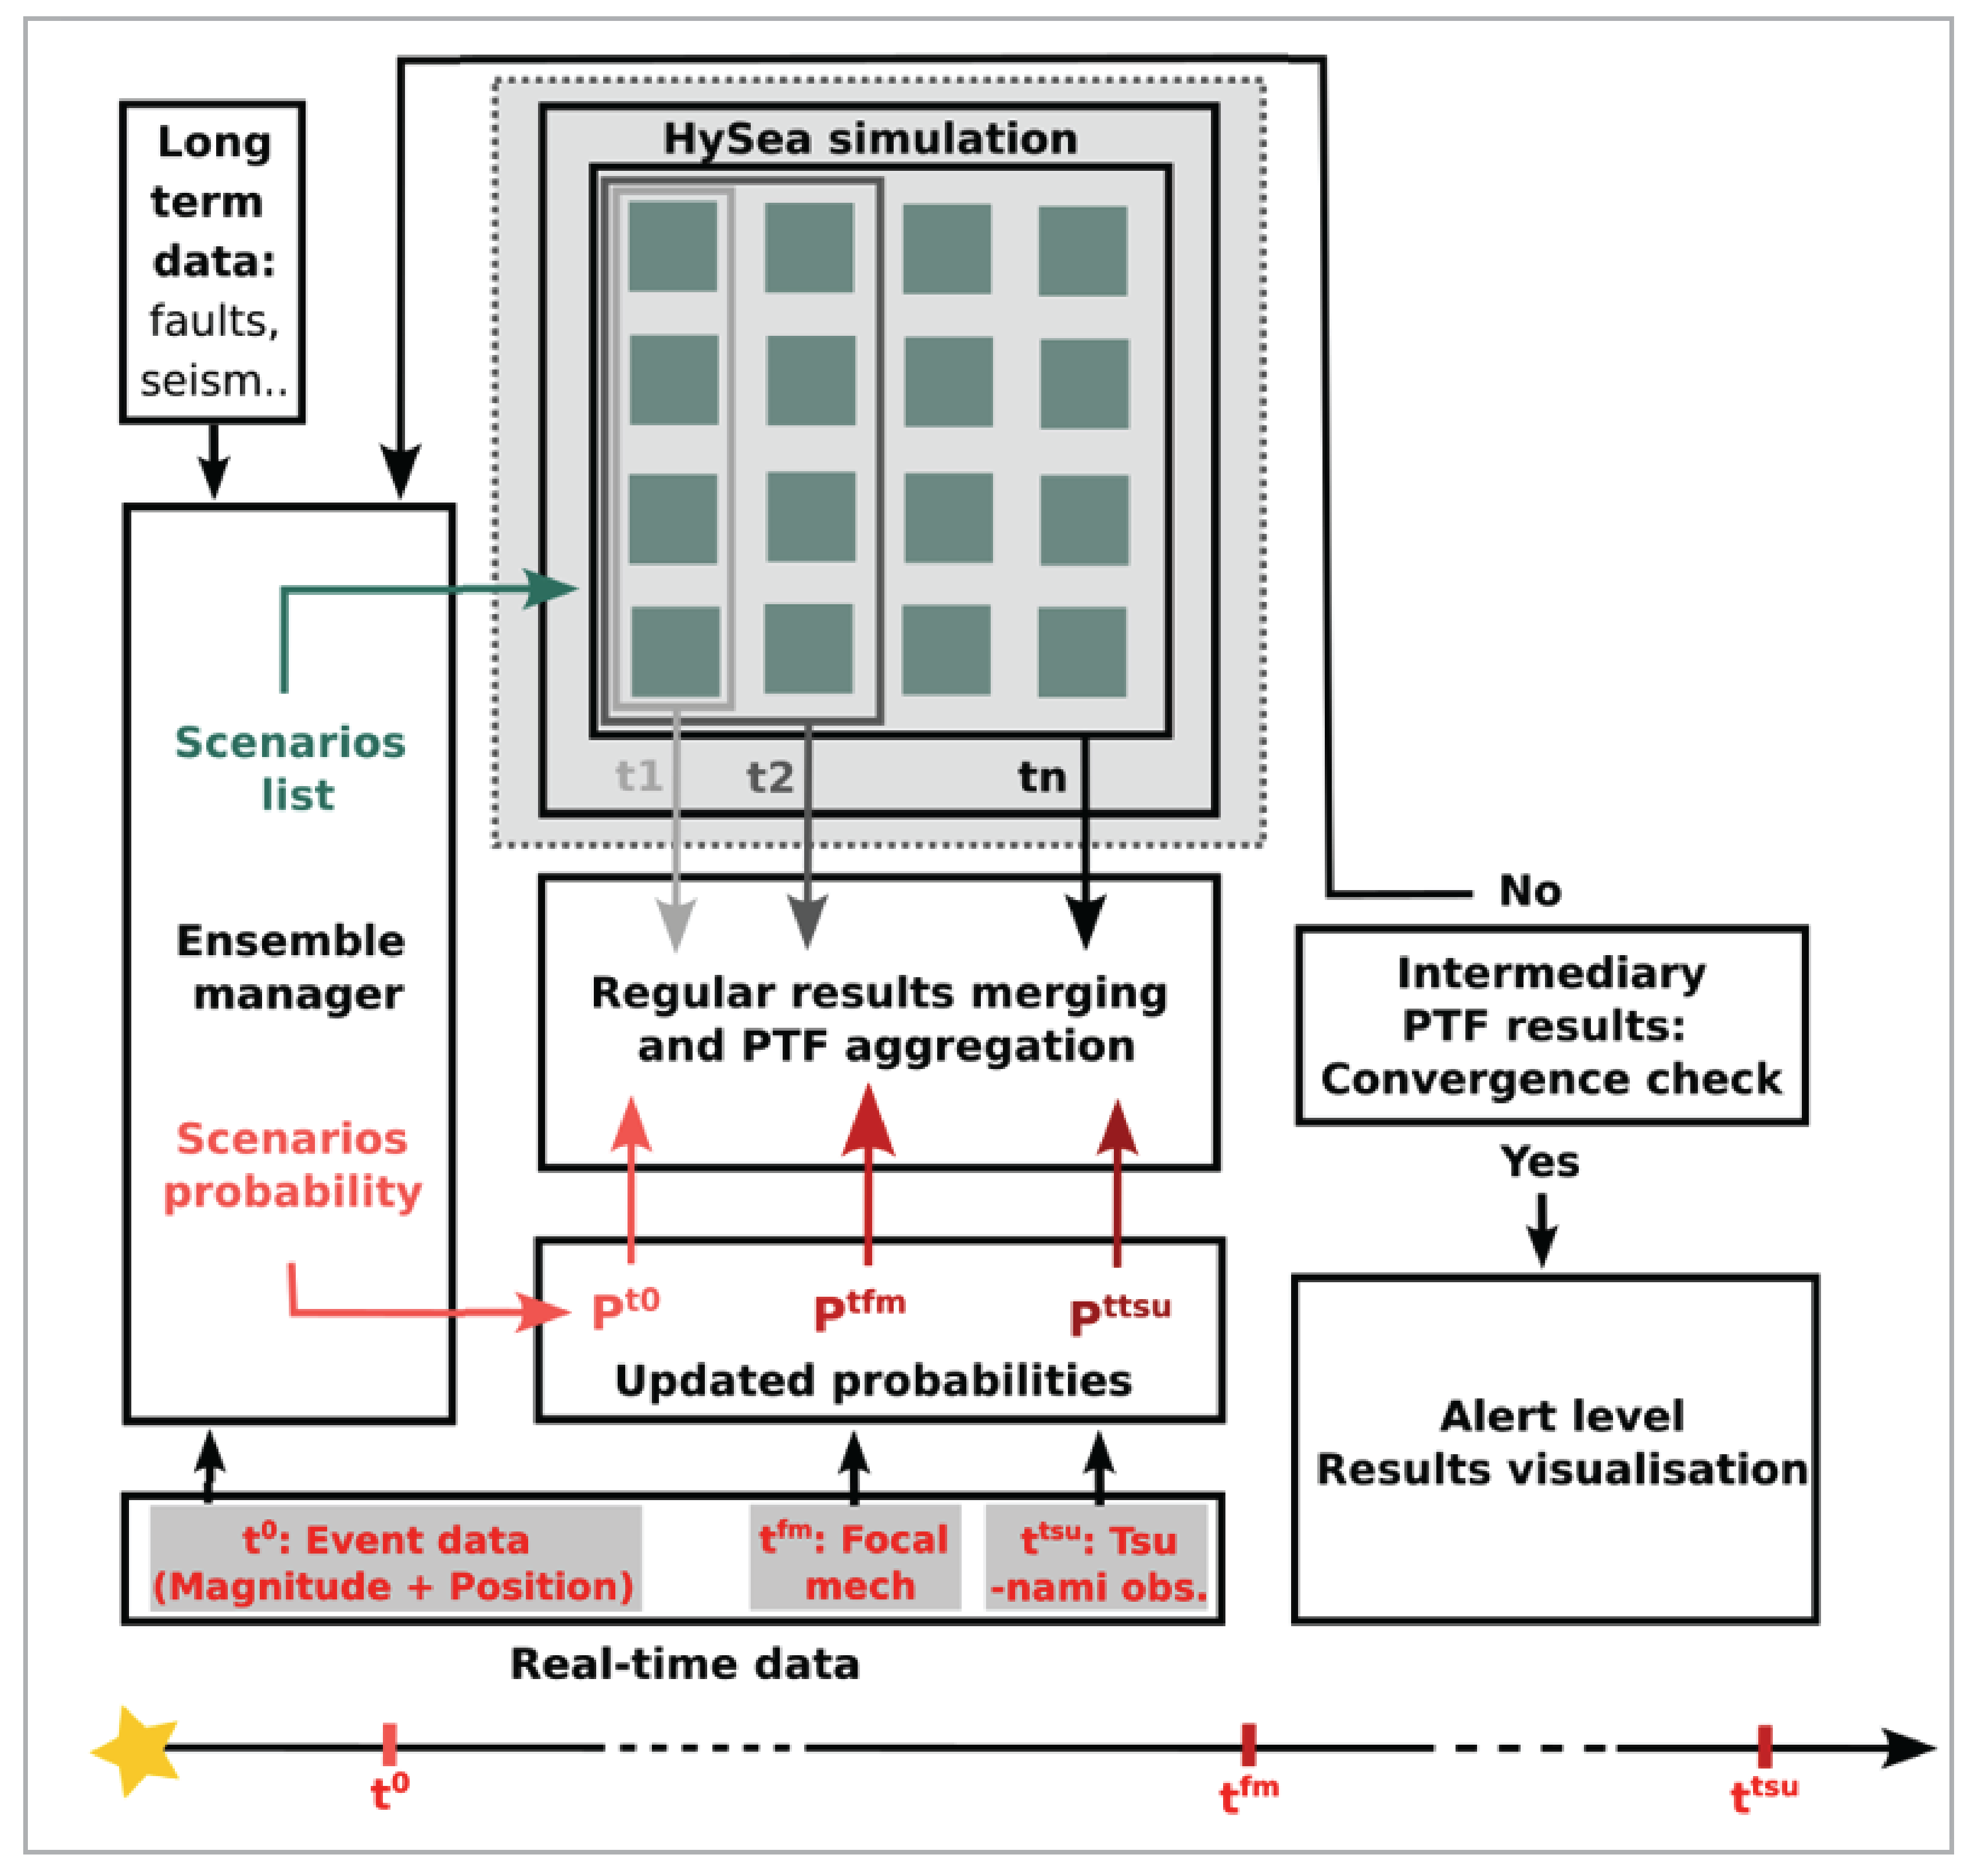 Long
term
data:
faults,
seism..
HySea simulation
t1
t2
tn
Scenarios
list
Ensemble
manager
Scenarios
probability
Regular results merging
and PTF aggregation
P^t0
P^tfm
P^ttsu
Updated probabilities
No
Intermediary
PTF results:
Convergence check
Yes
Alert level
Results visualisation
t^0: Event data
(Magnitude + Position)
t^fm: Focal
mech
t^tsu: Tsu
-nami obs.
Real-time data
t^0
t^fm
t^tsu